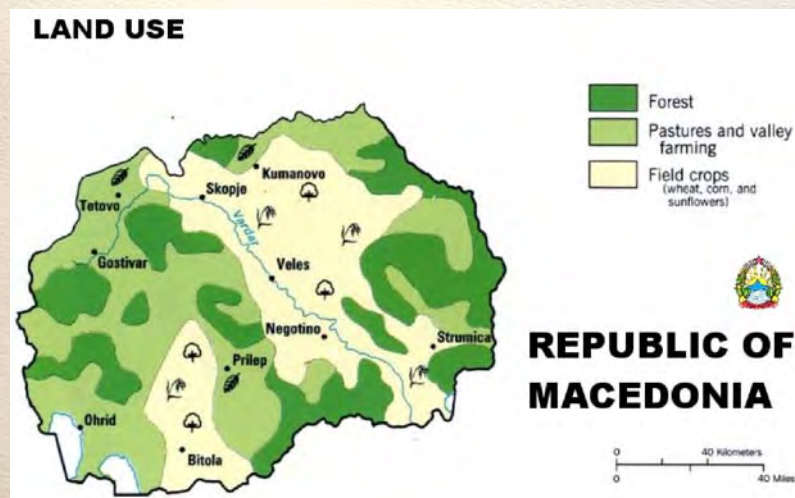 LAND USE
Forest
Pastures and valley
farming
Field crops
(wheat, corn, and
sunflowers)
Kumanovo
Skopje
Tetovo
Vardar
Gostivar
Veles
Negotino
Strumica
Prilep
Ohrid
Bitola
REPUBLIC OF
MACEDONIA
0 40 Kilometers
0 40 Miles